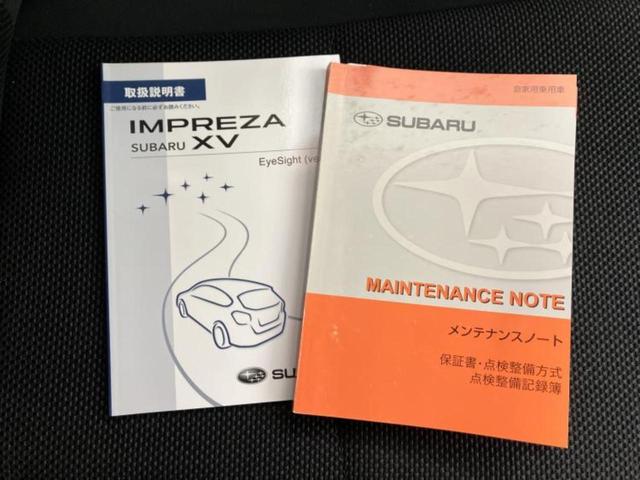 取扱説明書
ご使用になる前に必ずお読みください。
IMPREZA
SUBARU XV
EyeSight (ve
SU
自家用乗用車
SUBARU
MAINTENANCE NOTE
メンテナンスノート
保証書・点検整備方式
点検整備記録簿